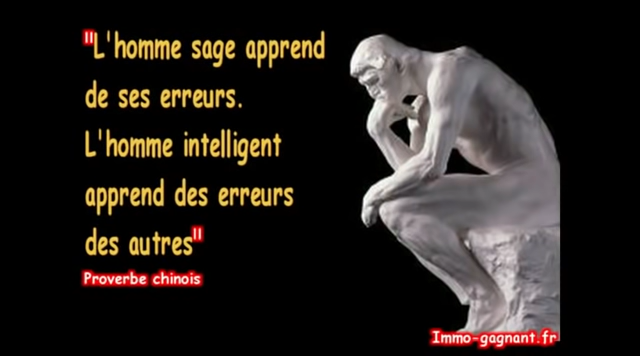 "L'homme sage apprend
de ses erreurs.
L'homme intelligent
apprend des erreurs
des autres"
Proverbe chinois
Immo-gagnant.fr